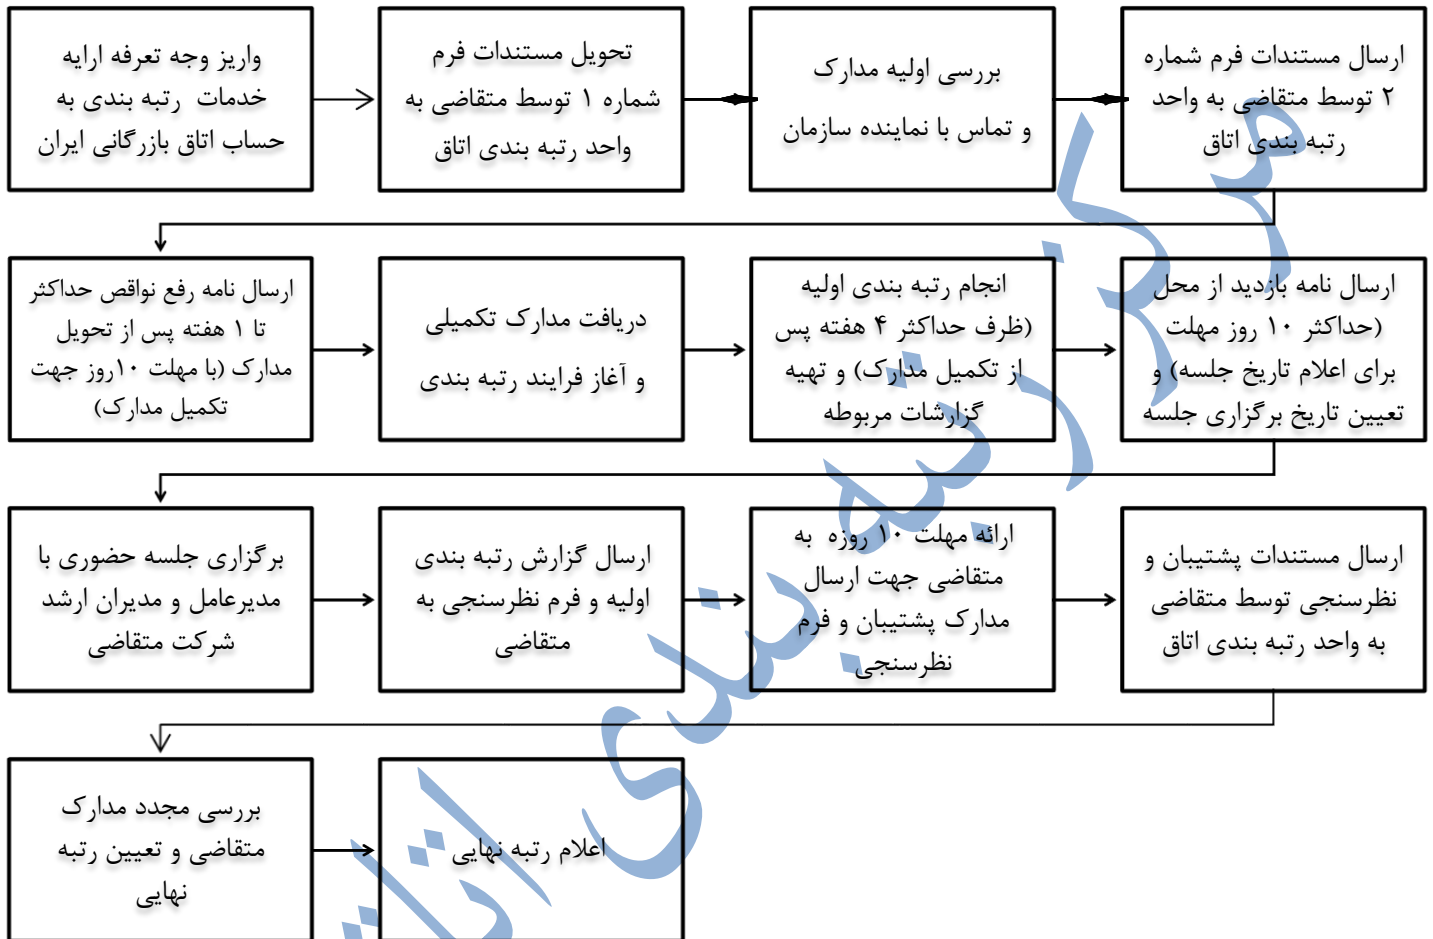 واریز وجه تعرفه ارایه
خدمات رتبه بندی به
حساب اتاق بازرگانی ایران
تحویل مستندات فرم
شماره ۱ توسط متقاضی به
واحد رتبه بندی اتاق
بررسی اولیه مدارک
و تماس با نماینده سازمان
ارسال مستندات فرم شماره
۲ توسط متقاضی به واحد
رتبه بندی اتاق
ارسال نامه رفع نواقص حداکثر
تا ۱ هفته پس از تحویل
مدارک (با مهلت ۱۰روز جهت
تکمیل مدارک)
دریافت مدارک تکمیلی
و آغاز فرایند رتبه بندی
انجام رتبه بندی اولیه
(ظرف حداکثر ۴ هفته پس
از تکمیل مدارک) و تهیه
گزارشات مربوطه
ارسال نامه بازدید از محل
(حداکثر ۱۰ روز مهلت
برای اعلام تاریخ جلسه) و
تعیین تاریخ برگزاری جلسه
برگزاری جلسه حضوری با
مدیرعامل و مدیران ارشد
شرکت متقاضی
ارسال گزارش رتبه بندی
اولیه و فرم نظرسنجی به
متقاضی
ارائه مهلت ۱۰ روزه به
متقاضی جهت ارسال
مدارک پشتیبان و فرم
نظرسنجی
ارسال مستندات پشتیبان و
نظرسنجی توسط متقاضی
به واحد رتبه بندی اتاق
بررسی مجدد مدارک
متقاضی و تعیین رتبه
نهایی
اعلام رتبه نهایی
مرکز رتبه بندی اتاق